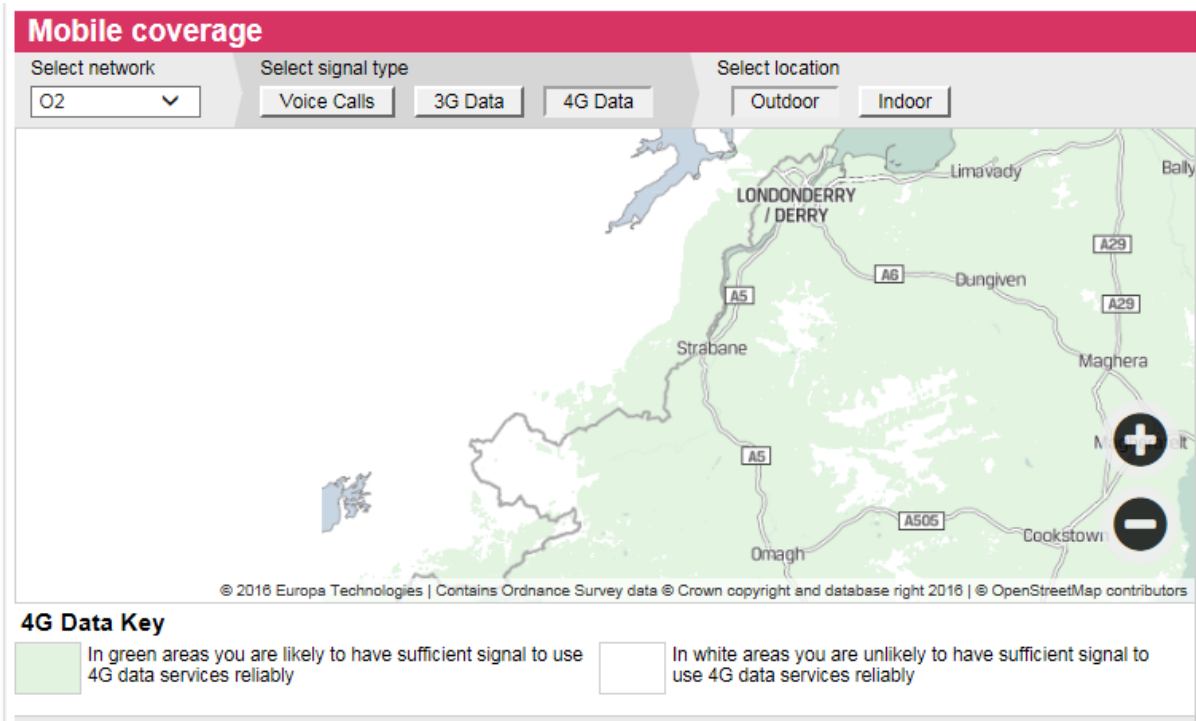 Mobile coverage
Select network Select signal type Select location
O2 Voice Calls 3G Data 4G Data Outdoor Indoor
Limavady Bally
LONDONDERRY
/ DERRY
A29
A6 Dungiven
A5 A29
Strabane
Maghera
A5
A505
Cookstown
Omagh
© 2016 Europa Technologies | Contains Ordnance Survey data © Crown copyright and database right 2016 | © OpenStreetMap contributors
4G Data Key
In green areas you are likely to have sufficient signal to use In white areas you are unlikely to have sufficient signal to
4G data services reliably use 4G data services reliably